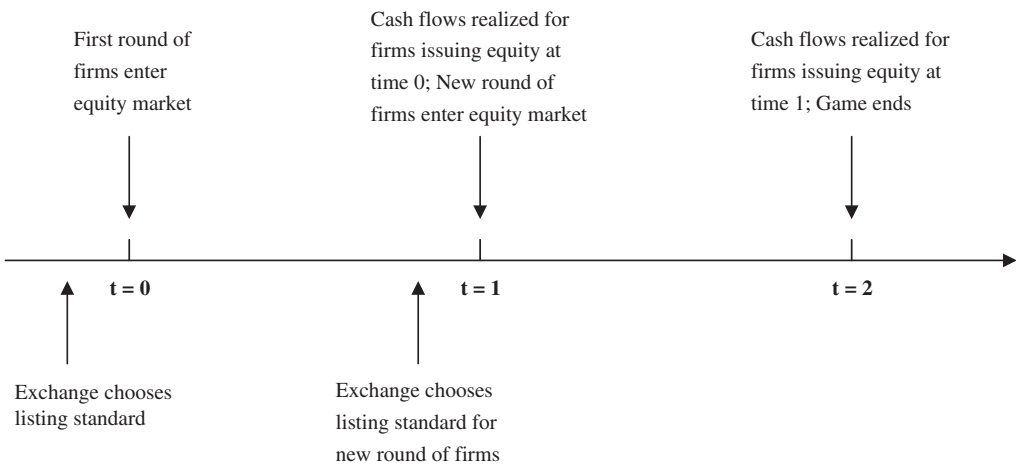 First round of
firms enter
equity market
Cash flows realized for
firms issuing equity at
time 0; New round of
firms enter equity market
Cash flows realized for
firms issuing equity at
time 1; Game ends
t = 0
t = 1
t = 2
Exchange chooses
listing standard
Exchange chooses
listing standard for
new round of firms